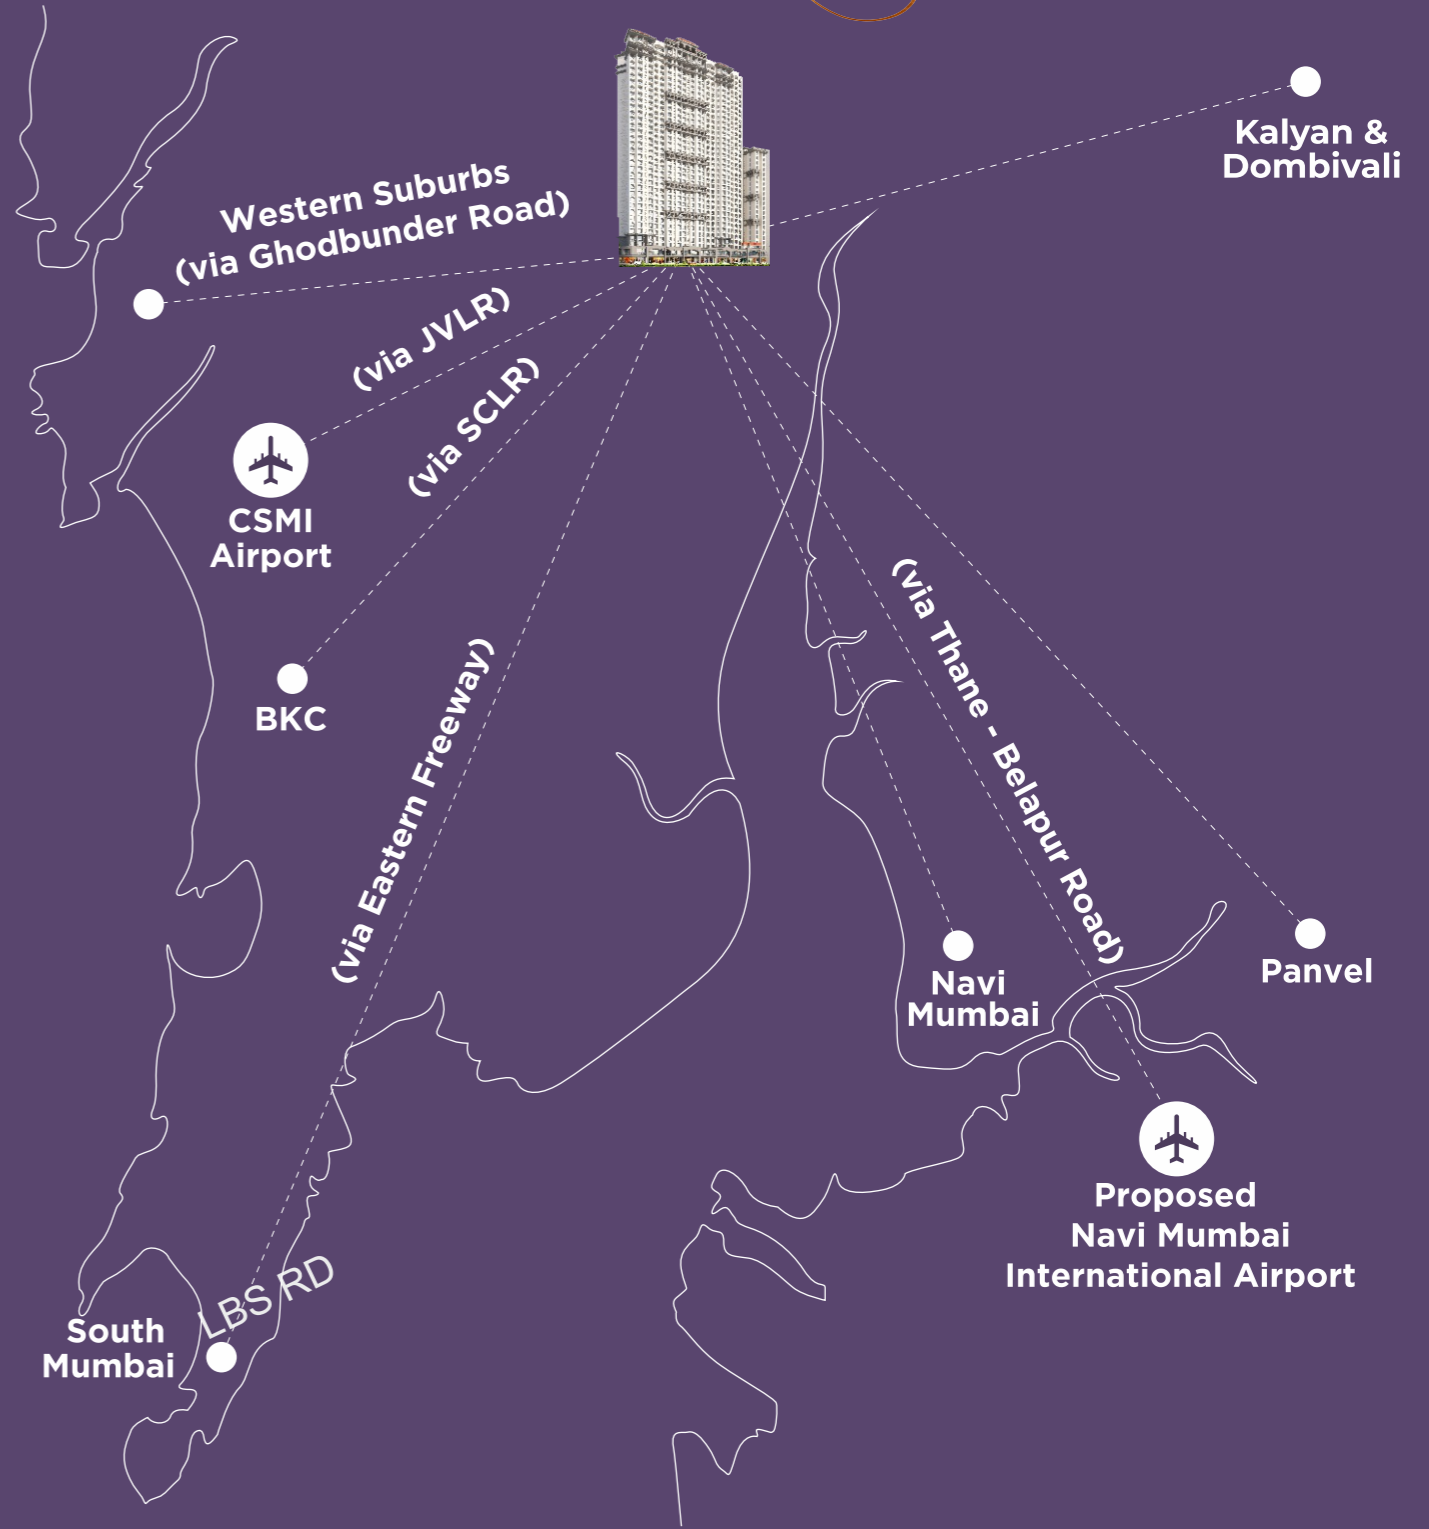 Kalyan &
Dombivali
Western Suburbs
(via Ghodbunder Road)
(via JVLR)
(via SCLR)
CSMI
Airport
BKC
(via Eastern Freeway)
(via Thane - Belapur Road)
Navi
Mumbai
Panvel
Proposed
Navi Mumbai
International Airport
LBS RD
South
Mumbai